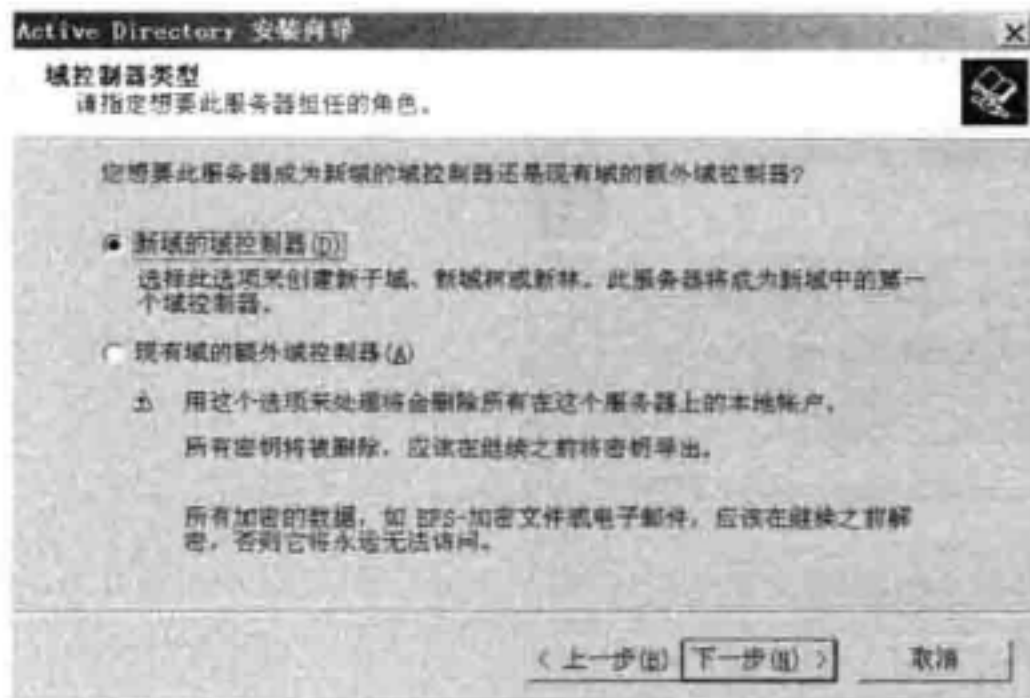 Active Directory 安装向导
域控制器类型
请指定想要此服务器担任的角色。
您想要此服务器成为新域的域控制器还是现有域的额外域控制器?
新域的域控制器(D)
选择此选项来创建新子域、新域树或新林。此服务器将成为新域中的第一
个域控制器。
现有域的额外域控制器(A)
用这个选项来处理将会删除所有在这个服务器上的本地帐户。
所有密钥将被删除，应该在继续之前将密钥导出。
所有加密的数据，如 EFS-加密文件或电子邮件，应该在继续之前解
密，否则它将永远无法访问。
< 上一步(B) 下一步(N) > 取消